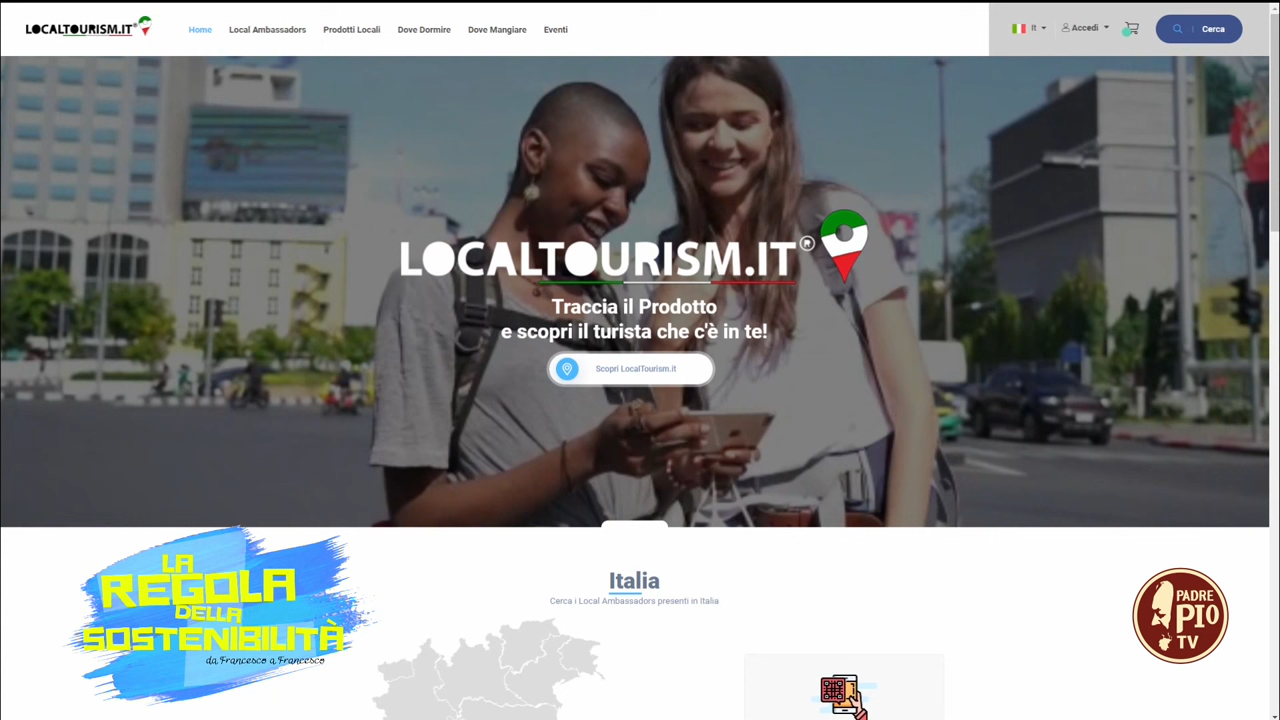 LOCALTOURISM.IT®
Home
Local Ambassadors
Prodotti Locali
Dove Dormire
Dove Mangiare
Eventi
It
Accedi
Cerca
LOCALTOURISM.IT®
Traccia il Prodotto
e scopri il turista che c'è in te!
Scopri LocalTourism.it
LA
REGOLA
DELLA
SOSTENIBILITÀ
da Francesco a Francesco
Italia
Cerca i Local Ambassadors presenti in Italia
PADRE
PIO
TV